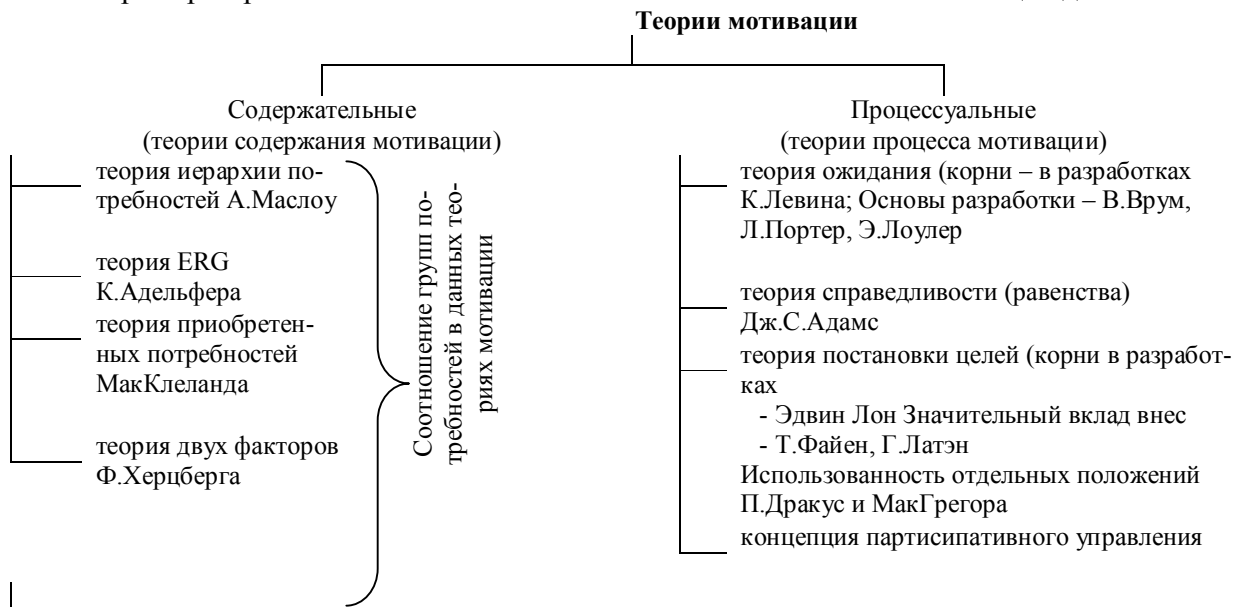 Теории мотивации
Содержательные
(теории содержания мотивации)
теория иерархии по-
требностей А.Маслоу
теория ERG
К.Адельфера
теория приобретен-
ных потребностей
МакКлеланда
теория двух факторов
Ф.Херцберга
Соотношение групп по-
требностей в данных тео-
риях мотивации
Процессуальные
(теории процесса мотивации)
теория ожидания (корни – в разработках
К.Левина; Основы разработки – В.Врум,
Л.Портер, Э.Лоулер
теория справедливости (равенства)
Дж.С.Адамс
теория постановки целей (корни в разработ-
ках
- Эдвин Лон Значительный вклад внес
- Т.Файен, Г.Латэн
Использованность отдельных положений
П.Дракус и МакГрегора
концепция партисипативного управления